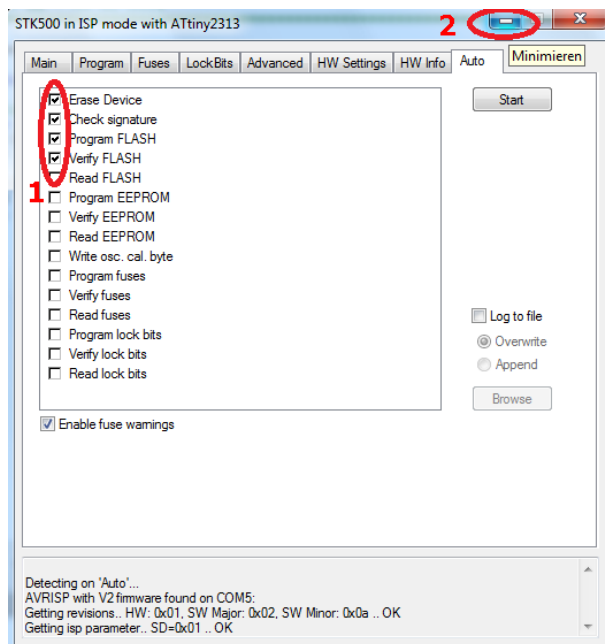 STK500 in ISP mode with ATtiny2313
2
x
Minimieren
Main Program Fuses LockBits Advanced HW Settings HW Info Auto
Erase Device
Check signature
Program FLASH
Verify FLASH
Read FLASH
1
Program EEPROM
Verify EEPROM
Read EEPROM
Write osc. cal. byte
Program fuses
Verify fuses
Read fuses
Program lock bits
Verify lock bits
Read lock bits
Start
Log to file
Overwrite
Append
Browse
Enable fuse warnings
Detecting on 'Auto'...
AVRISP with V2 firmware found on COM5:
Getting revisions.. HW: 0x01, SW Major: 0x02, SW Minor: 0x0a .. OK
Getting isp parameter.. SD=0x01 .. OK